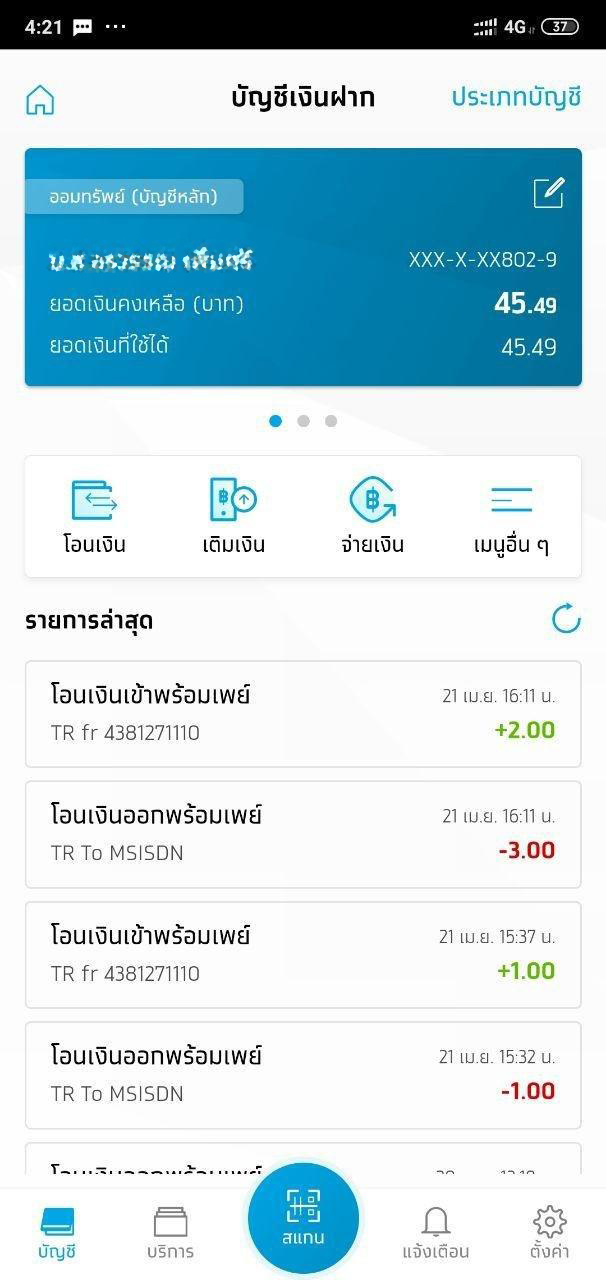 4:21 4G 37
บัญชีเงินฝาก ประเภทบัญชี
ออมทรัพย์ (บัญชีหลัก)
XXX-X-XX802-9
ยอดเงินคงเหลือ (บาท) 45.49
ยอดเงินที่ใช้ได้ 45.49
โอนเงิน เติมเงิน จ่ายเงิน เมนูอื่น ๆ
รายการล่าสุด
โอนเงินเข้าพร้อมเพย์ 21 เม.ย. 16:11 น.
TR fr 4381271110 +2.00
โอนเงินออกพร้อมเพย์ 21 เม.ย. 16:11 น.
TR To MSISDN -3.00
โอนเงินเข้าพร้อมเพย์ 21 เม.ย. 15:37 น.
TR fr 4381271110 +1.00
โอนเงินออกพร้อมเพย์ 21 เม.ย. 15:32 น.
TR To MSISDN -1.00
บัญชี บริการ สแกน แจ้งเตือน ตั้งค่า